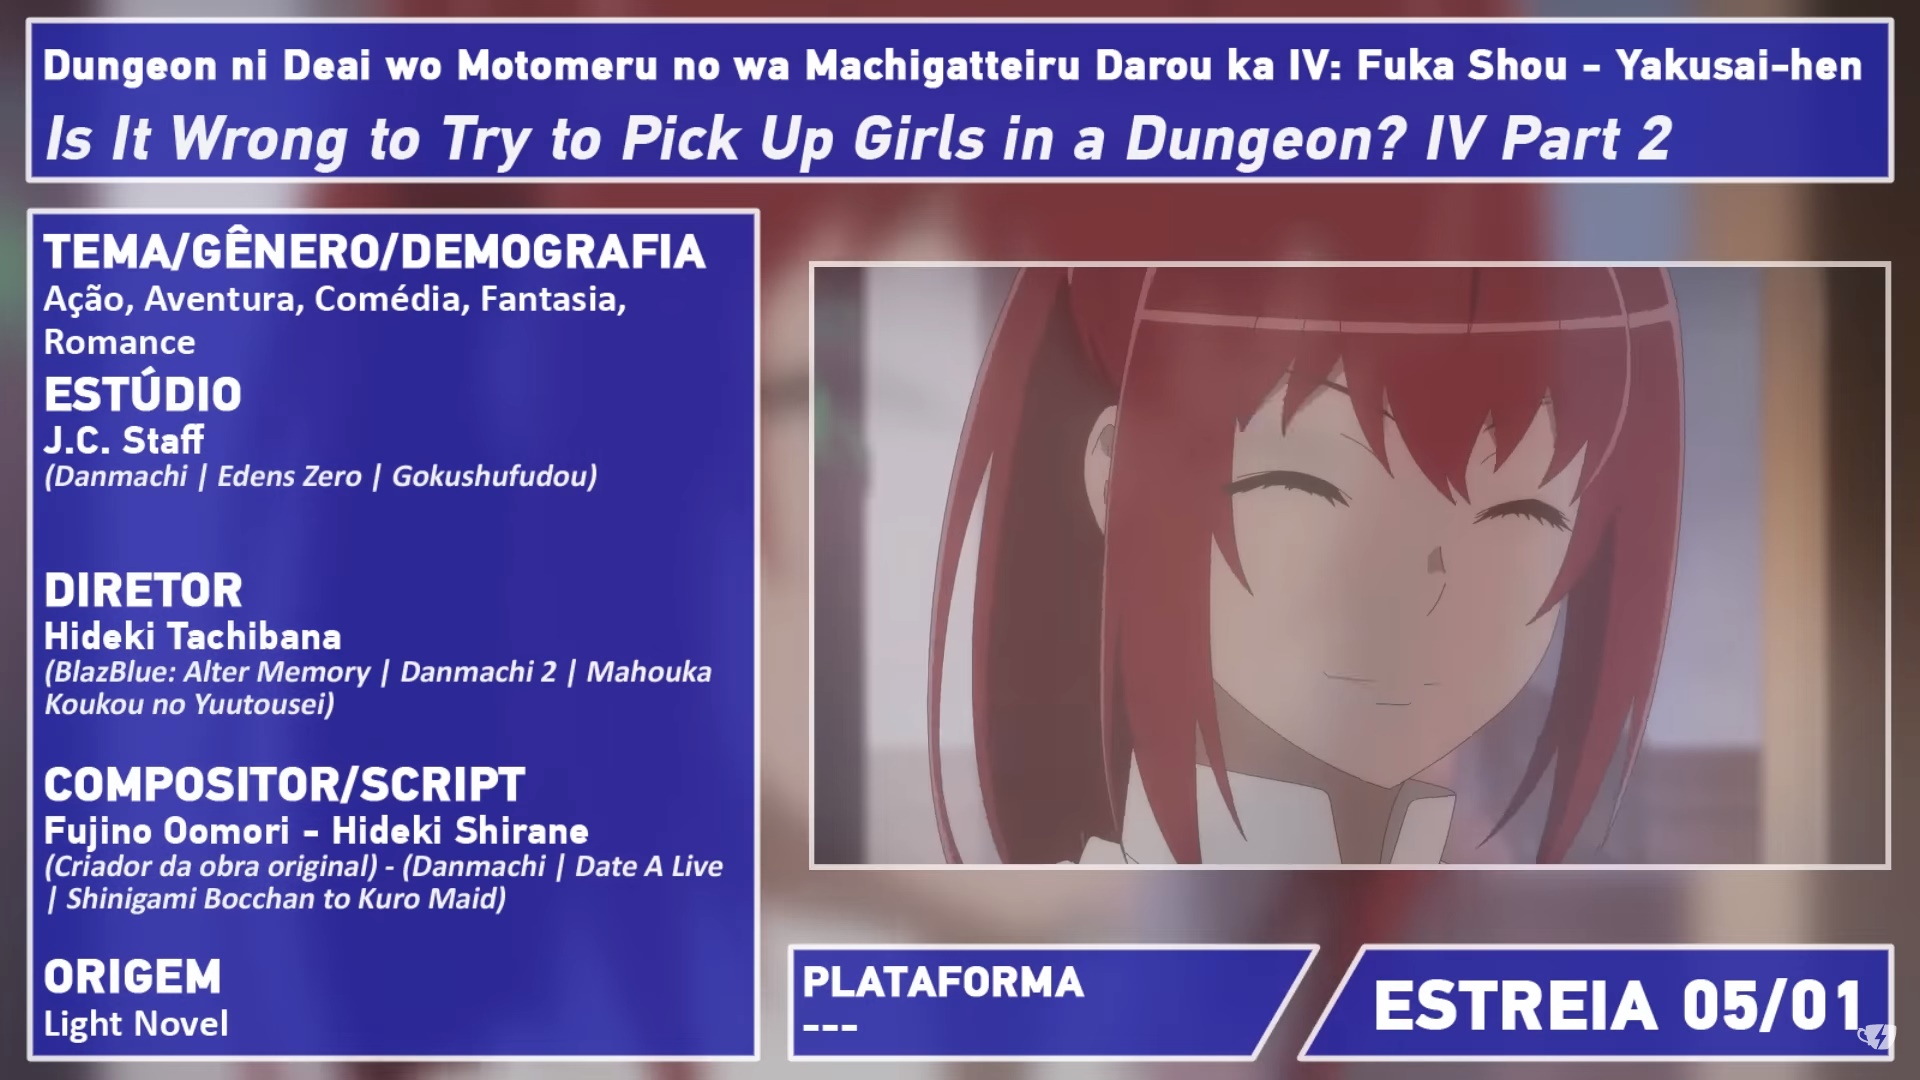 Dungeon ni Deai wo Motomeru no wa Machigatteiru Darou ka IV: Fuka Shou - Yakusai-hen
Is It Wrong to Try to Pick Up Girls in a Dungeon? IV Part 2
TEMA/GÊNERO/DEMOGRAFIA
Ação, Aventura, Comédia, Fantasia,
Romance
ESTÚDIO
J.C. Staff
(Danmachi | Edens Zero | Gokushufudou)
DIRETOR
Hideki Tachibana
(BlazBlue: Alter Memory | Danmachi 2 | Mahouka
Koukou no Yuutousei)
COMPOSITOR/SCRIPT
Fujino Oomori - Hideki Shirane
(Criador da obra original) - (Danmachi | Date A Live
| Shinigami Bocchan to Kuro Maid)
ORIGEM
Light Novel
PLATAFORMA
---
ESTREIA 05/01